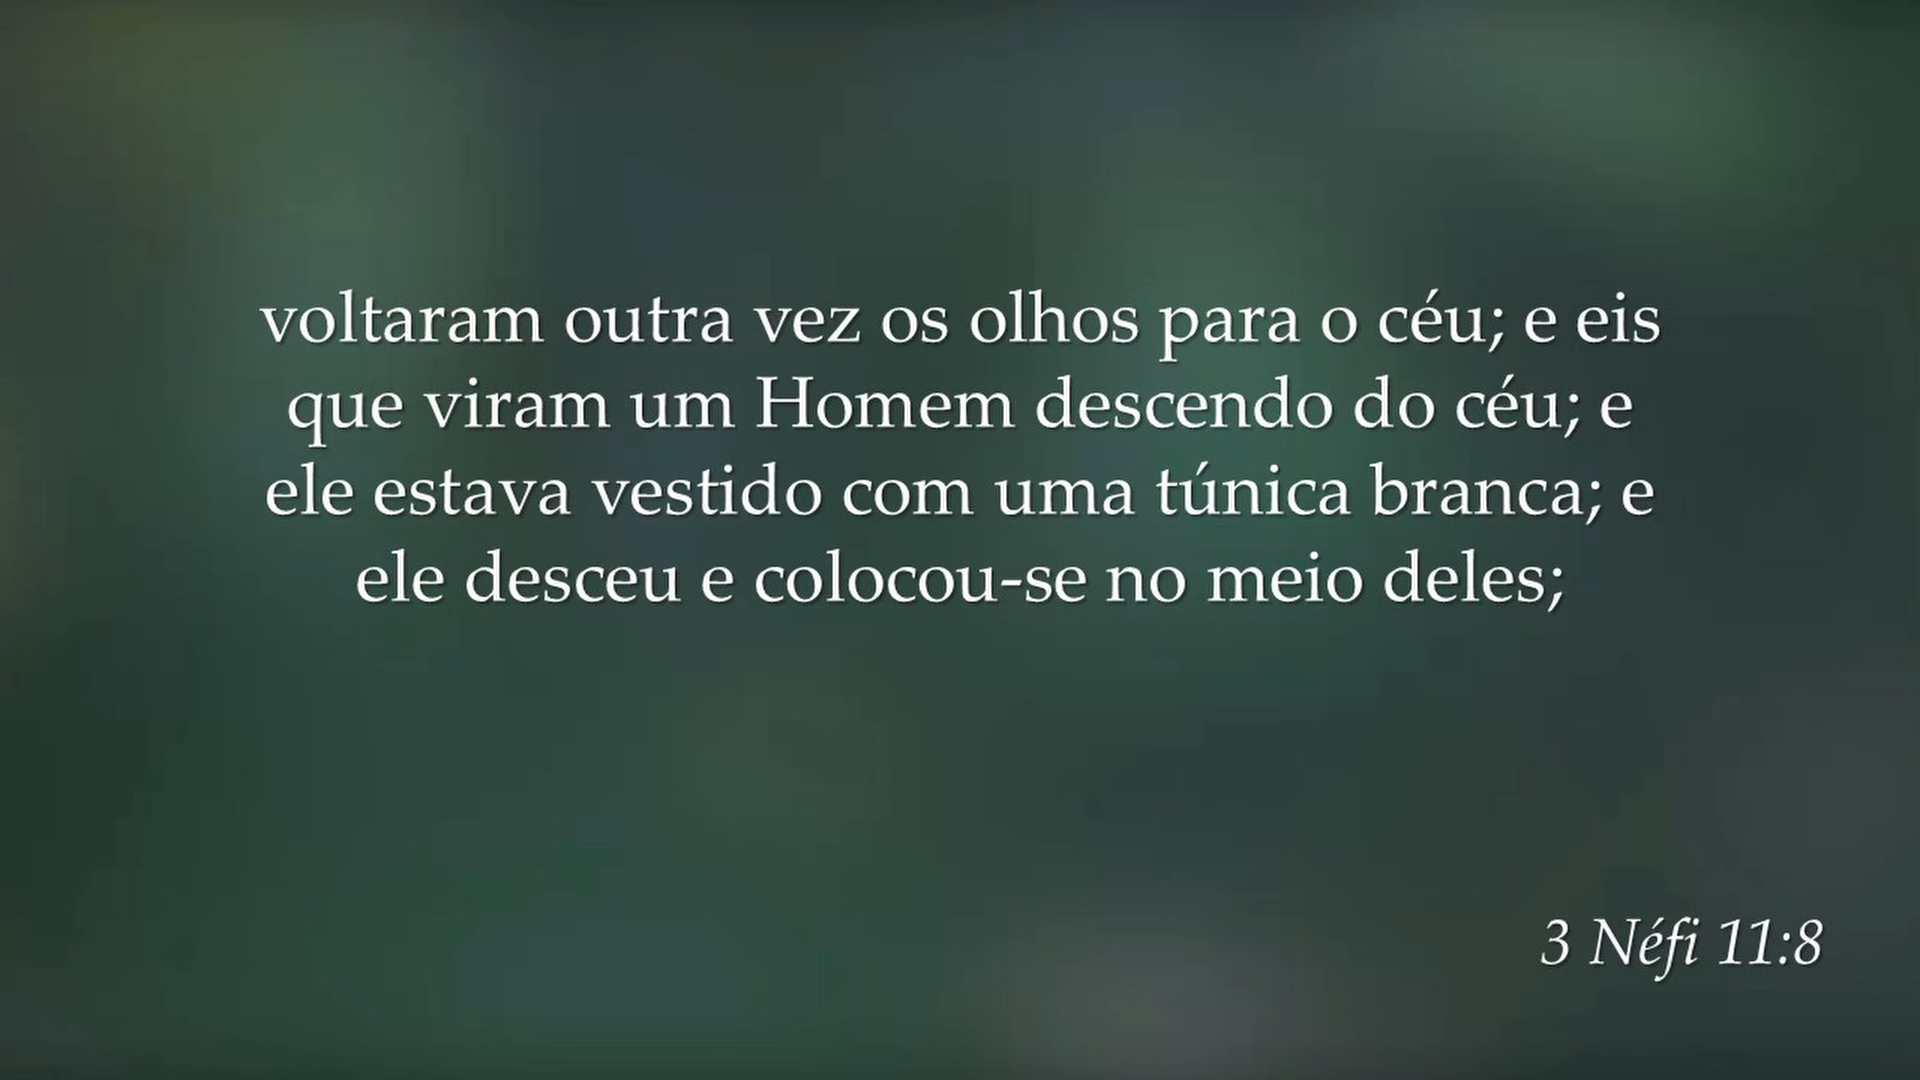 voltaram outra vez os olhos para o céu; e eis
que viram um Homem descendo do céu; e
ele estava vestido com uma túnica branca; e
ele desceu e colocou-se no meio deles;
3 Néfi 11:8